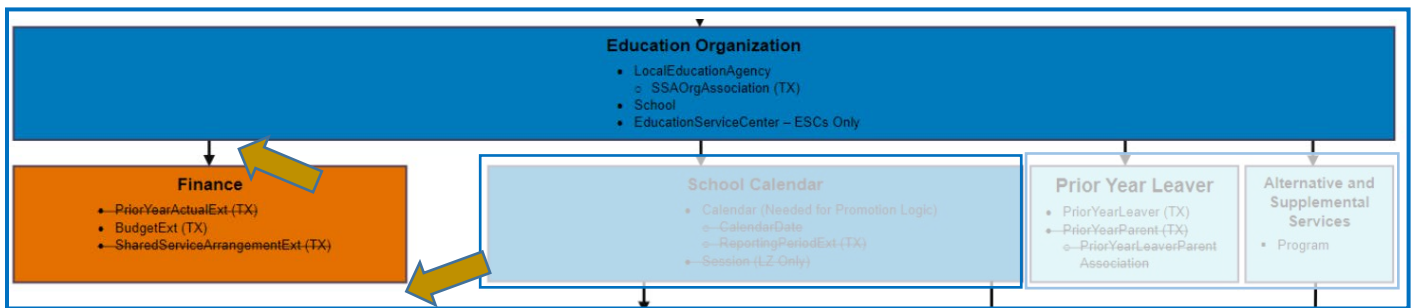 Education Organization
• LocalEducationAgency
○ SSAOrgAssociation (TX)
• School
• EducationServiceCenter – ESCs Only
Finance
• PriorYearActualExt (TX)
• BudgetExt (TX)
• SharedServiceArrangementExt (TX)
School Calendar
• Calendar (Needed for Promotion Logic)
○ CalendarDate
○ ReportingPeriodExt (TX)
• Session (LZ Only)
Prior Year Leaver
• PriorYearLeaver (TX)
• PriorYearParent (TX)
○ PriorYearLeaverParent
Association
Alternative and
Supplemental
Services
▪ Program